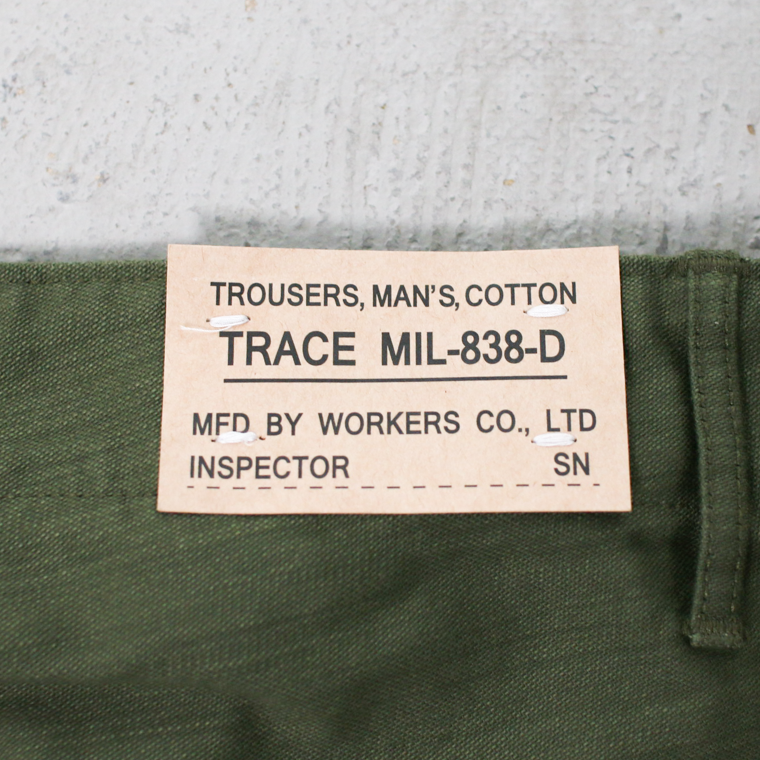 TROUSERS, MAN'S, COTTON
TRACE MIL-838-D
MFD BY WORKERS CO., LTD
INSPECTOR SN